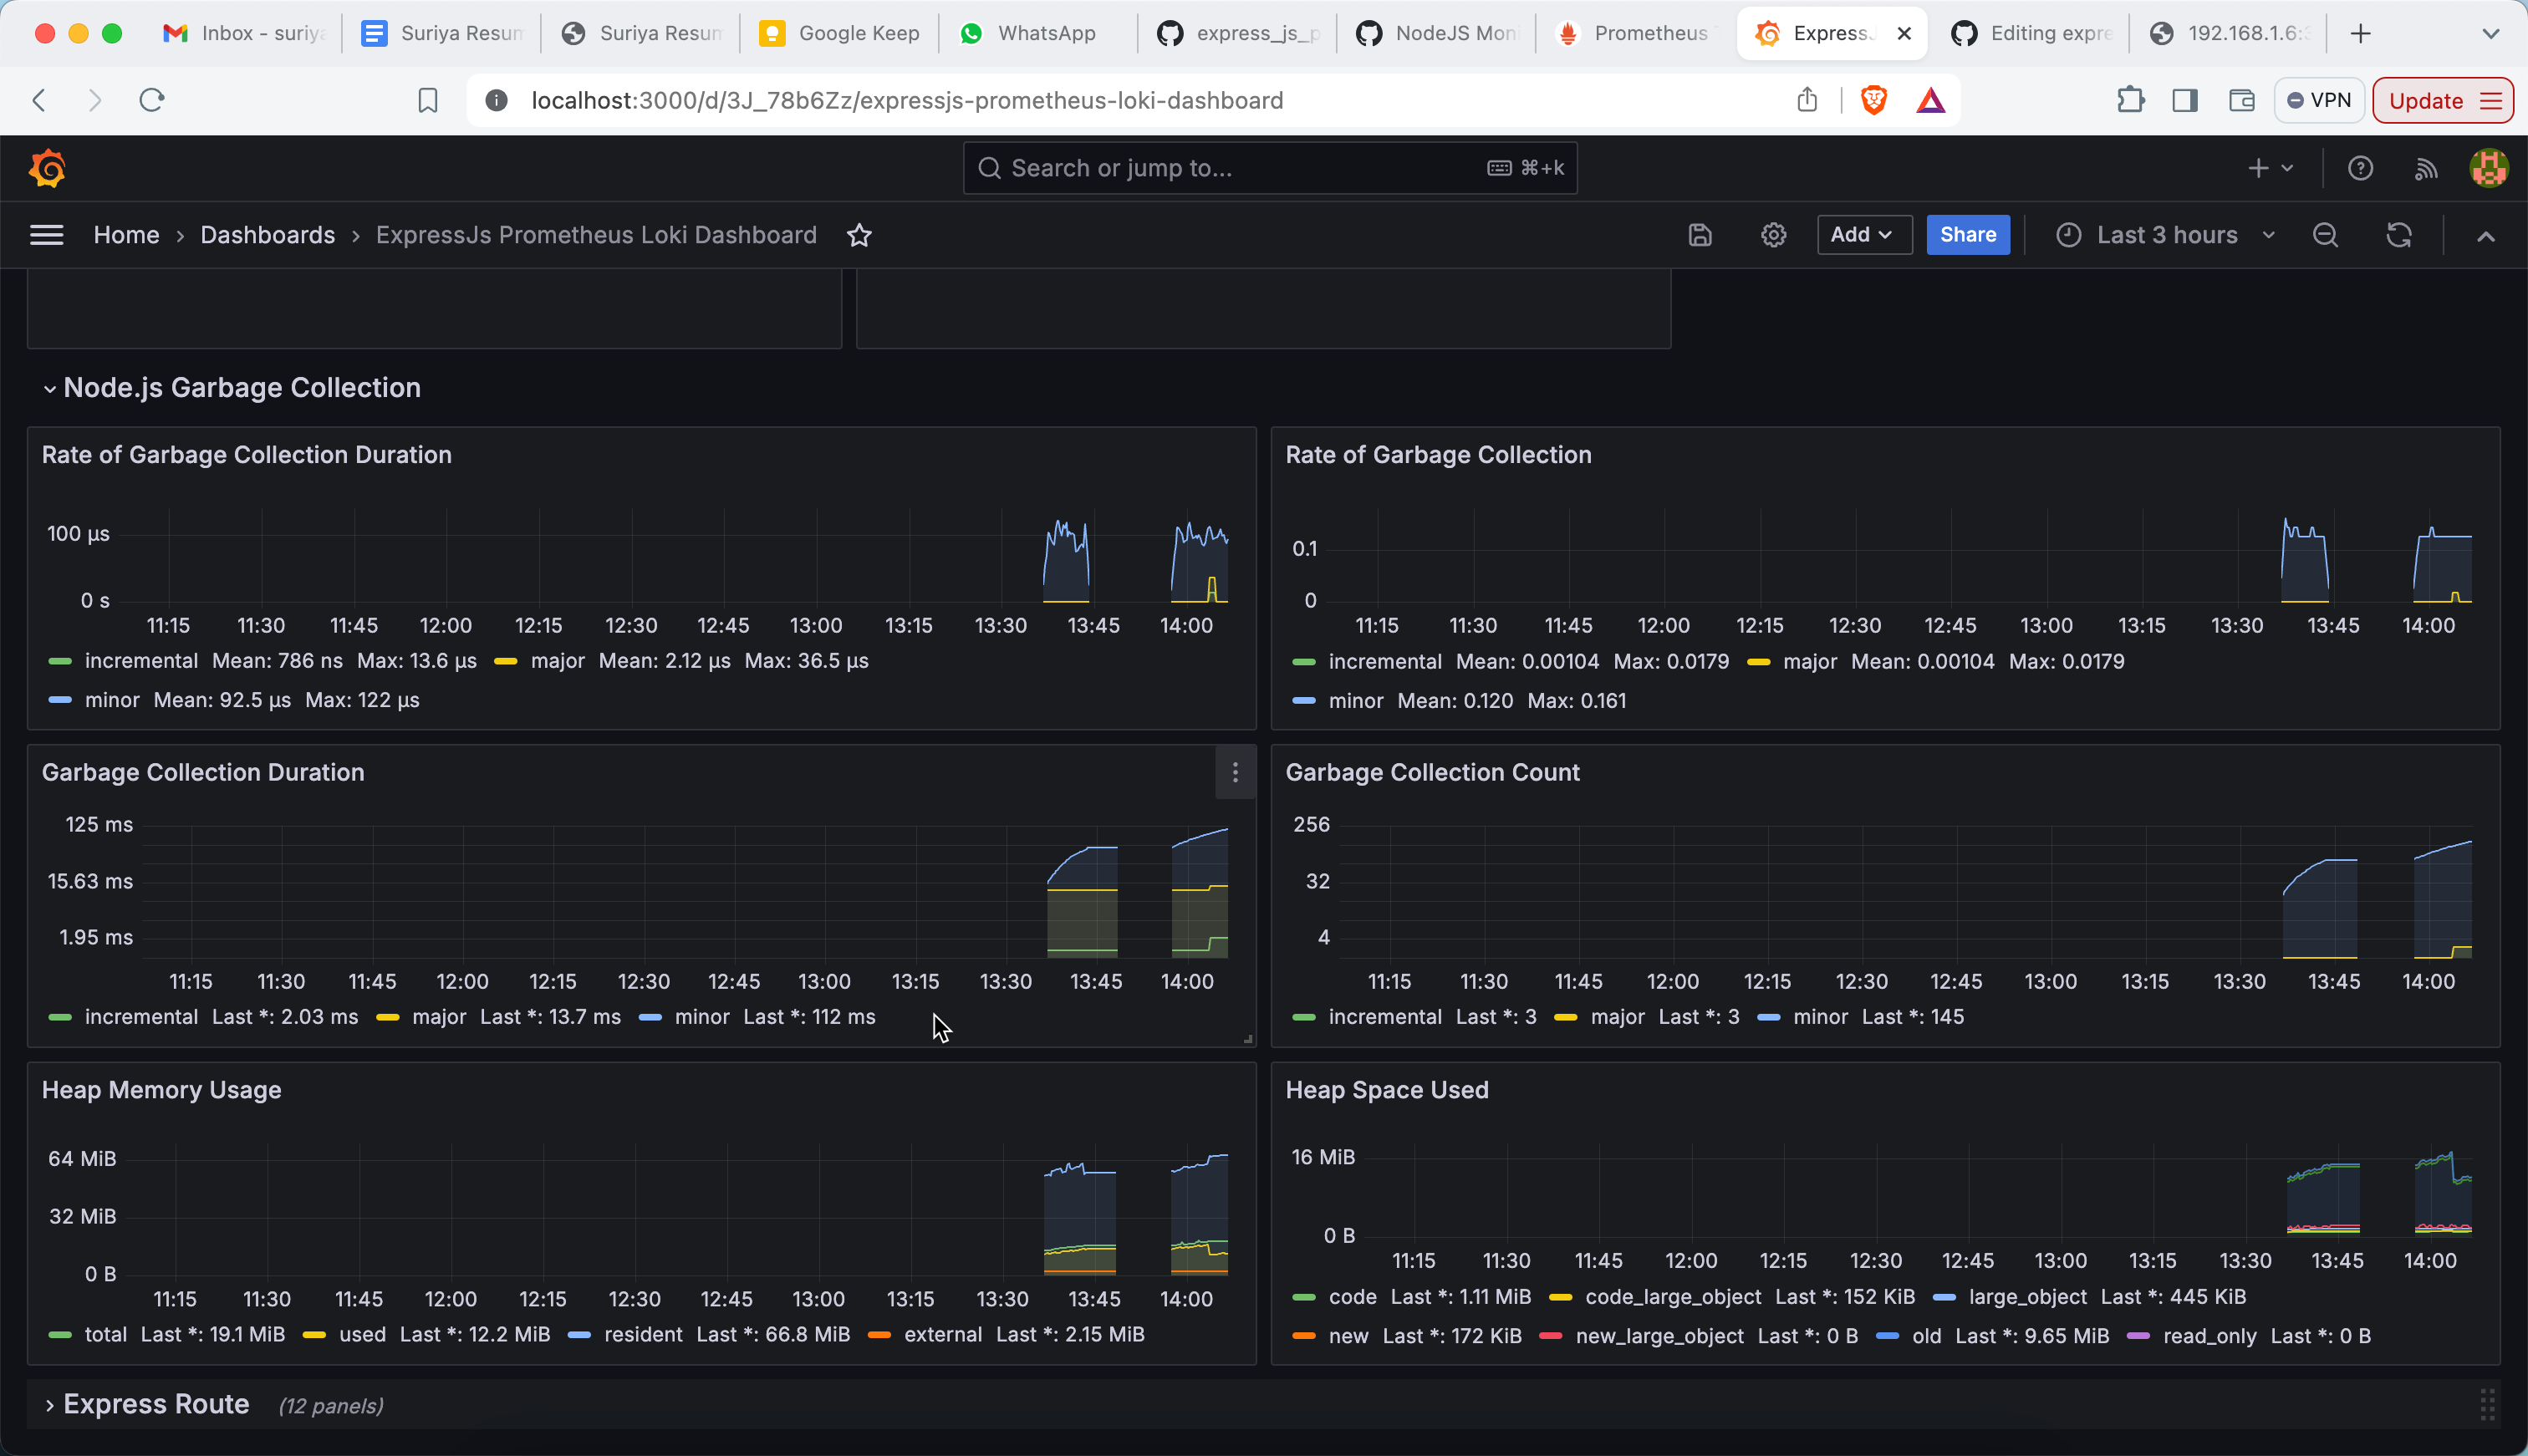 Inbox - suriya
Suriya Resum
Suriya Resum
Google Keep
WhatsApp
express_js_p
NodeJS Moni
Prometheus
ExpressJ
Editing expre
192.168.1.6:3
localhost:3000/d/3J_78b6Zz/expressjs-prometheus-loki-dashboard
VPN
Update
Search or jump to...
⌘+k
Home › Dashboards › ExpressJs Prometheus Loki Dashboard
Add
Share
Last 3 hours
Node.js Garbage Collection
Rate of Garbage Collection Duration
100 µs
0 s
11:15 11:30 11:45 12:00 12:15 12:30 12:45 13:00 13:15 13:30 13:45 14:00
incremental Mean: 786 ns Max: 13.6 µs major Mean: 2.12 µs Max: 36.5 µs
minor Mean: 92.5 µs Max: 122 µs
Rate of Garbage Collection
0.1
0
11:15 11:30 11:45 12:00 12:15 12:30 12:45 13:00 13:15 13:30 13:45 14:00
incremental Mean: 0.00104 Max: 0.0179 major Mean: 0.00104 Max: 0.0179
minor Mean: 0.120 Max: 0.161
Garbage Collection Duration
125 ms
15.63 ms
1.95 ms
11:15 11:30 11:45 12:00 12:15 12:30 12:45 13:00 13:15 13:30 13:45 14:00
incremental Last *: 2.03 ms major Last *: 13.7 ms minor Last *: 112 ms
Garbage Collection Count
256
32
4
11:15 11:30 11:45 12:00 12:15 12:30 12:45 13:00 13:15 13:30 13:45 14:00
incremental Last *: 3 major Last *: 3 minor Last *: 145
Heap Memory Usage
64 MiB
32 MiB
0 B
11:15 11:30 11:45 12:00 12:15 12:30 12:45 13:00 13:15 13:30 13:45 14:00
total Last *: 19.1 MiB used Last *: 12.2 MiB resident Last *: 66.8 MiB external Last *: 2.15 MiB
Heap Space Used
16 MiB
0 B
11:15 11:30 11:45 12:00 12:15 12:30 12:45 13:00 13:15 13:30 13:45 14:00
code Last *: 1.11 MiB code_large_object Last *: 152 KiB large_object Last *: 445 KiB
new Last *: 172 KiB new_large_object Last *: 0 B old Last *: 9.65 MiB read_only Last *: 0 B
Express Route (12 panels)